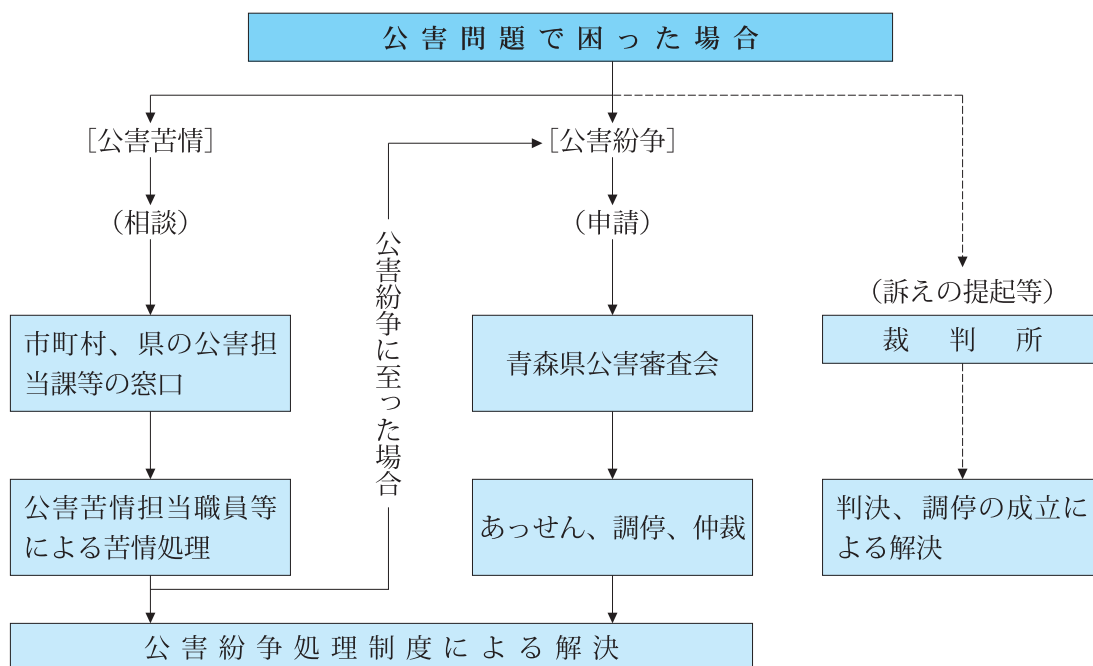 公害問題で困った場合
［公害苦情］
（相談）
市町村、県の公害担
当課等の窓口
公害苦情担当職員等
による苦情処理
公害紛争に至った場合
［公害紛争］
（申請）
青森県公害審査会
あっせん、調停、仲裁
（訴えの提起等）
裁判所
判決、調停の成立に
よる解決
公害紛争処理制度による解決